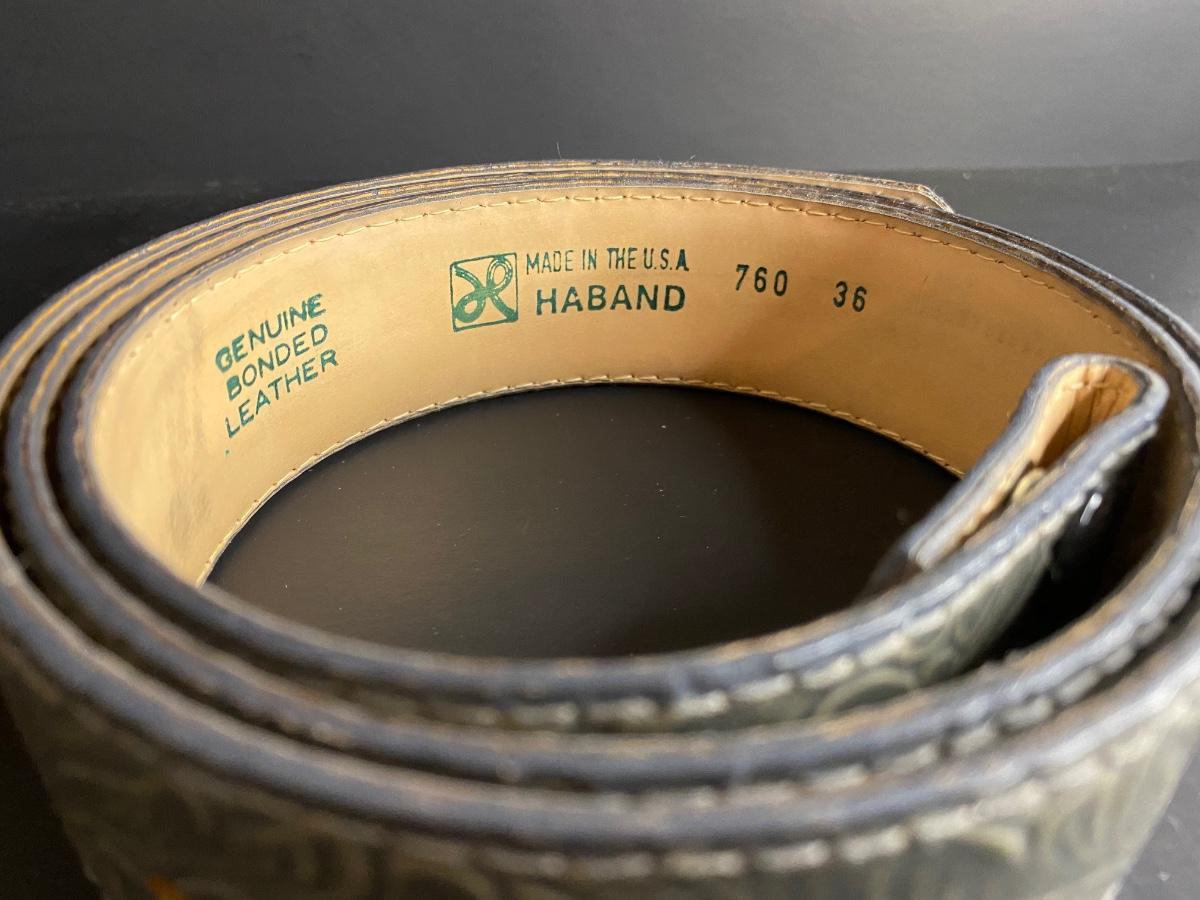 GENUINE
BONDED
LEATHER
MADE IN THE U.S.A
HABAND
760 36